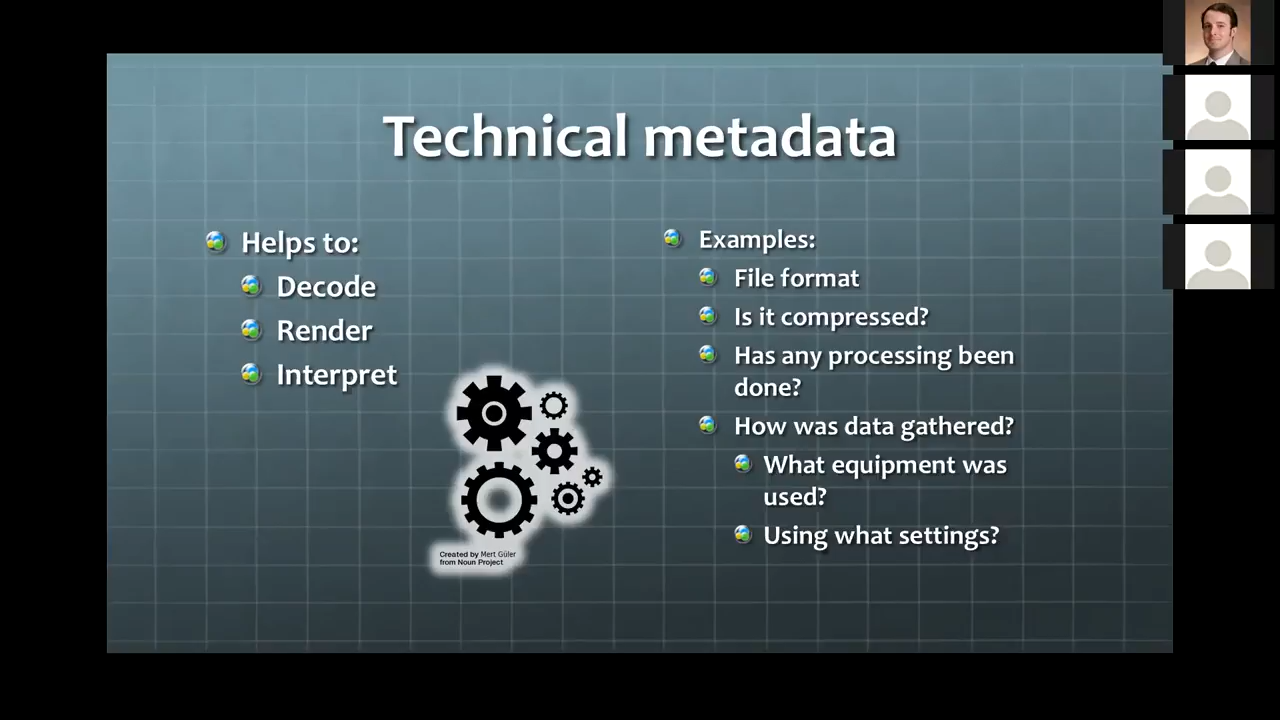 Technical metadata
Helps to:
Decode
Render
Interpret
Created by Mert Güler
from Noun Project
Examples:
File format
Is it compressed?
Has any processing been
done?
How was data gathered?
What equipment was
used?
Using what settings?